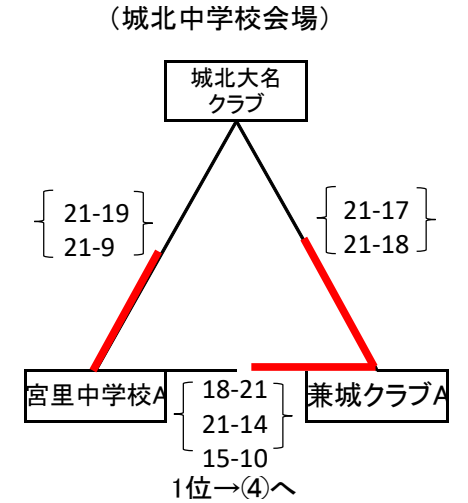 （城北中学校会場）
城北大名
クラブ
21-19
21-9
21-17
21-18
宮里中学校A
18-21
21-14
15-10
兼城クラブA
1位→④へ